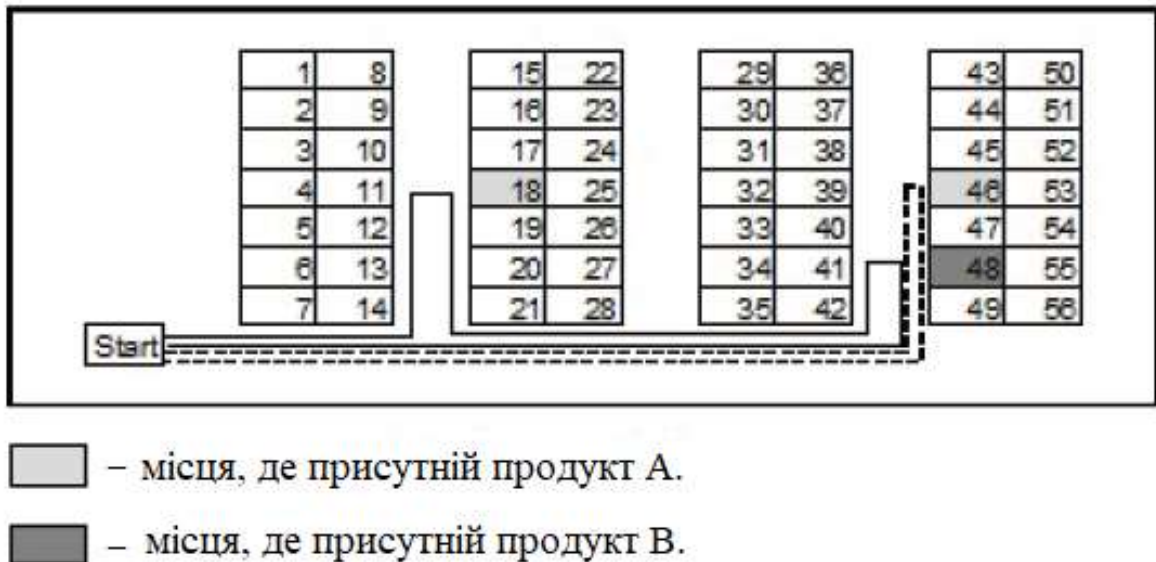 1 8 15 22 29 36 43 50
2 9 16 23 30 37 44 51
3 10 17 24 31 38 45 52
4 11 18 25 32 39 46 53
5 12 19 26 33 40 47 54
6 13 20 27 34 41 48 55
7 14 21 28 35 42 49 56
Start
– місця, де присутній продукт А.
– місця, де присутній продукт В.